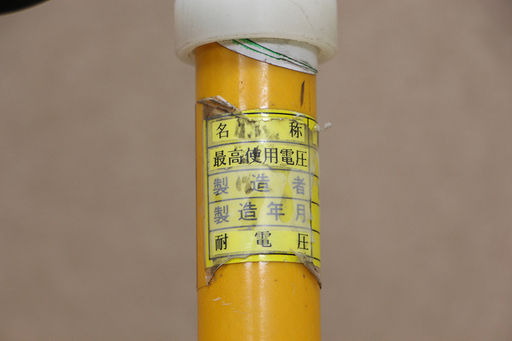 名称
最高使用電圧
製造者
製造年月
耐電圧